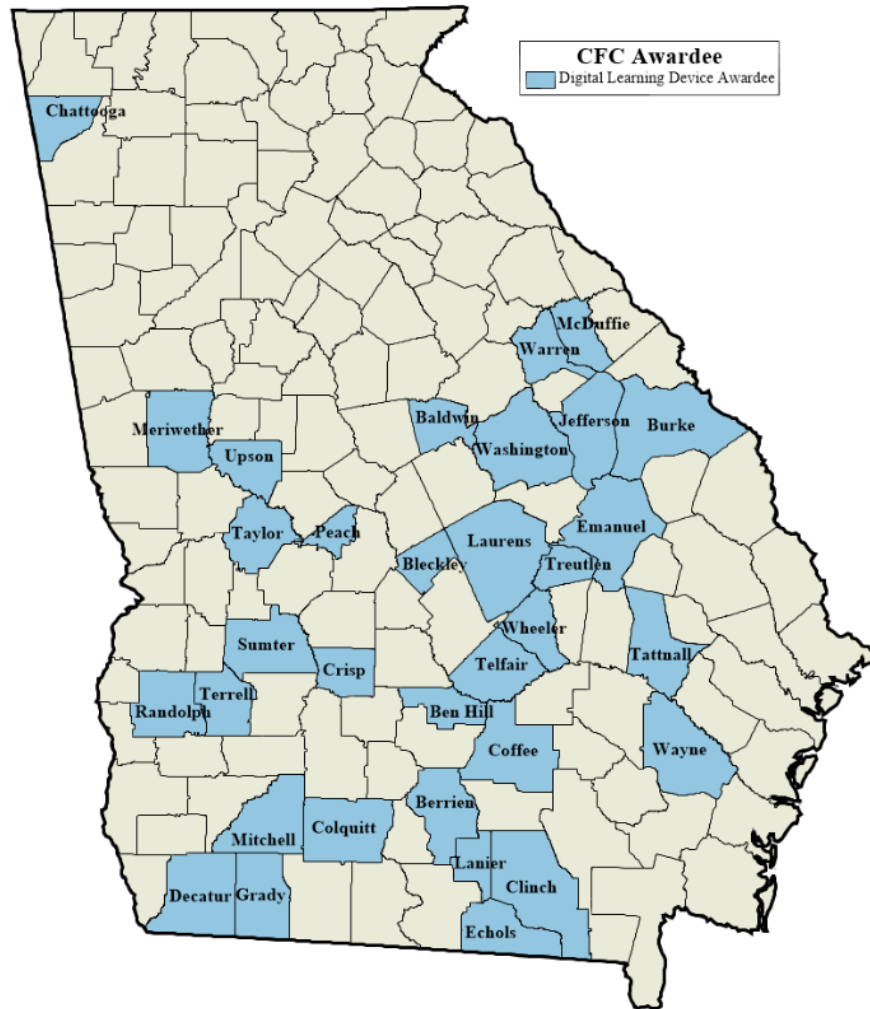 CFC Awardee
Digital Learning Device Awardee
Chattooga
McDuffie
Warren
Baldwin
Jefferson
Burke
Meriwether
Washington
Upson
Emanuel
Taylor
Peach
Laurens
Bleckley
Treutlen
Wheeler
Sumter
Tattnall
Telfair
Crisp
Terrell
Randolph
Ben Hill
Coffee
Wayne
Berrien
Colquitt
Mitchell
Lanier
Clinch
Decatur
Grady
Echols